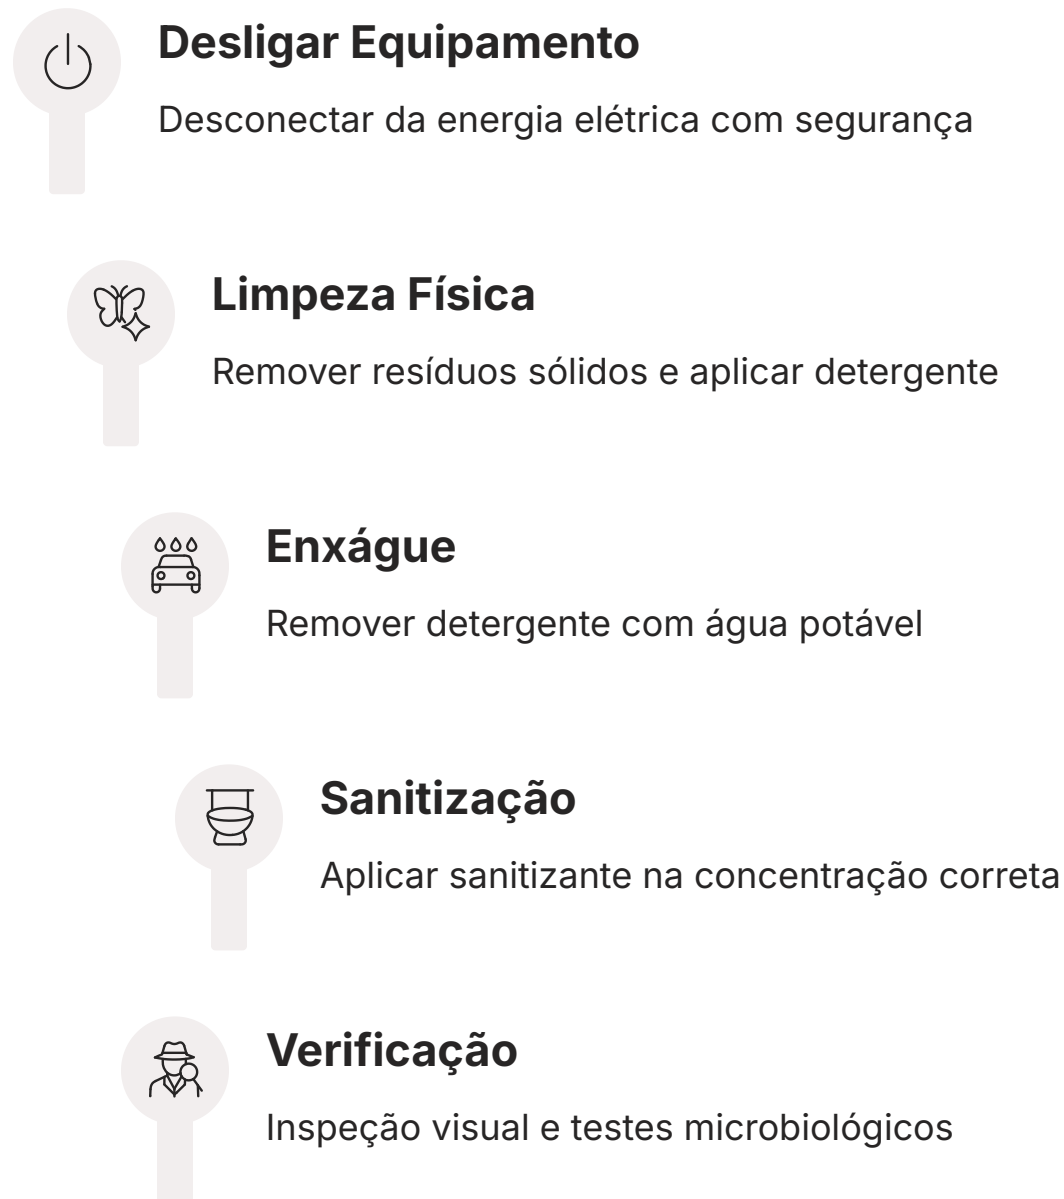 Desligar Equipamento
Desconectar da energia elétrica com segurança
Limpeza Física
Remover resíduos sólidos e aplicar detergente
Enxágue
Remover detergente com água potável
Sanitização
Aplicar sanitizante na concentração correta
Verificação
Inspeção visual e testes microbiológicos